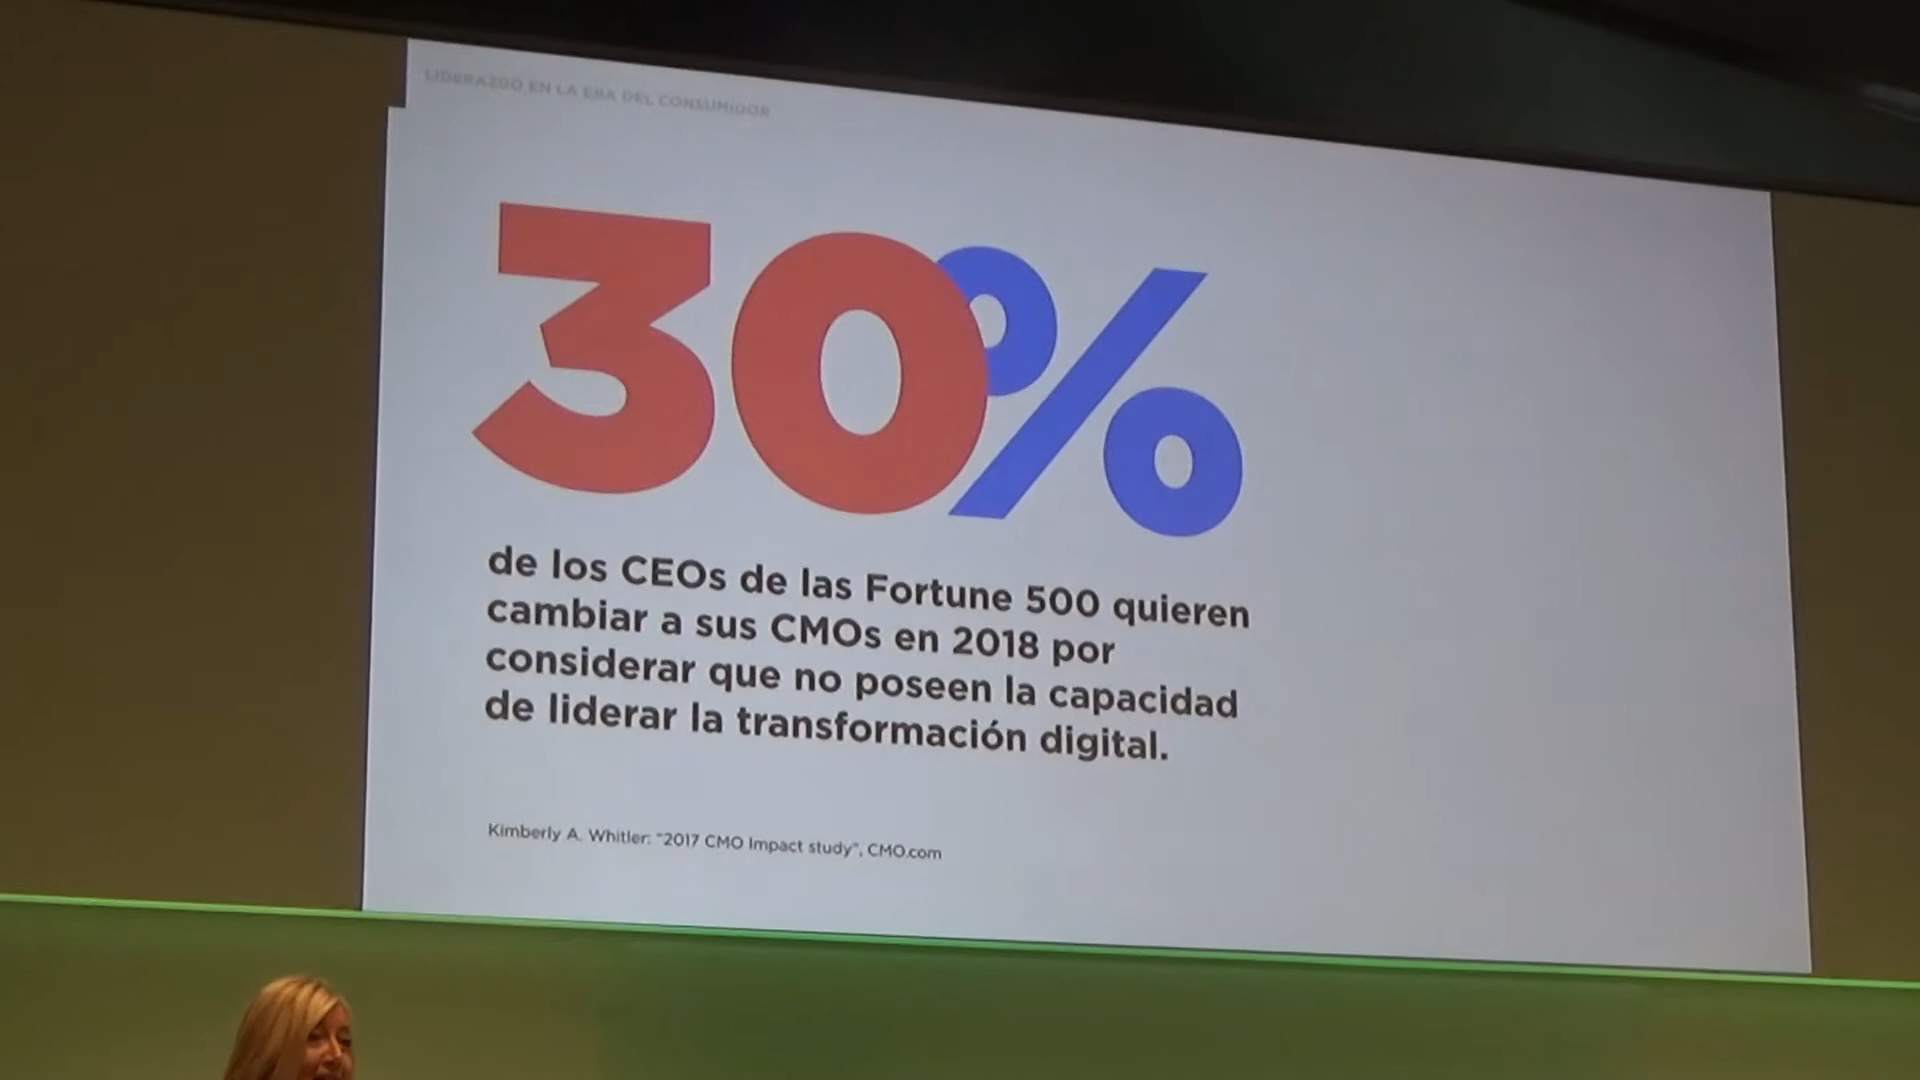 LIDERAZGO EN LA ERA DEL CONSUMIDOR
30%
de los CEOs de las Fortune 500 quieren
cambiar a sus CMOs en 2018 por
considerar que no poseen la capacidad
de liderar la transformación digital.
Kimberly A. Whitler: "2017 CMO Impact study", CMO.com